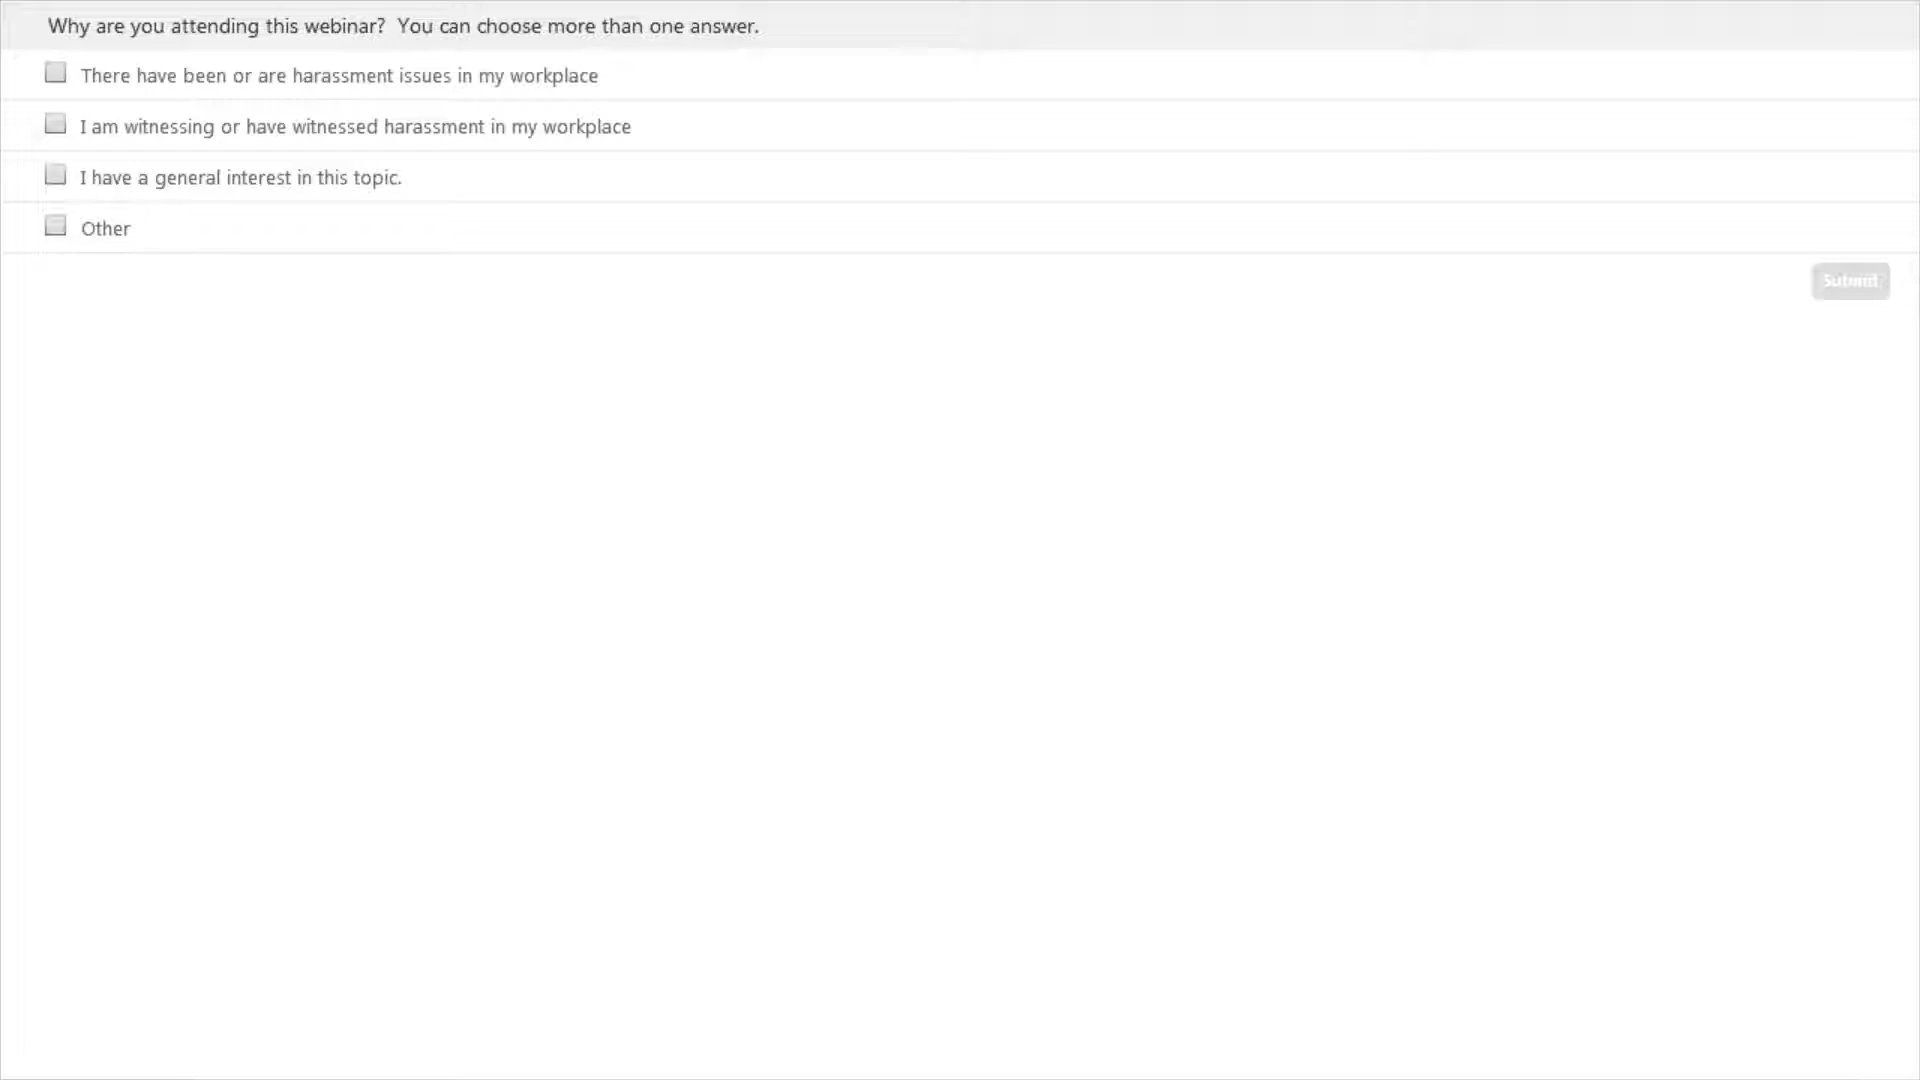 Why are you attending this webinar?  You can choose more than one answer.
There have been or are harassment issues in my workplace
I am witnessing or have witnessed harassment in my workplace
I have a general interest in this topic.
Other
Submit